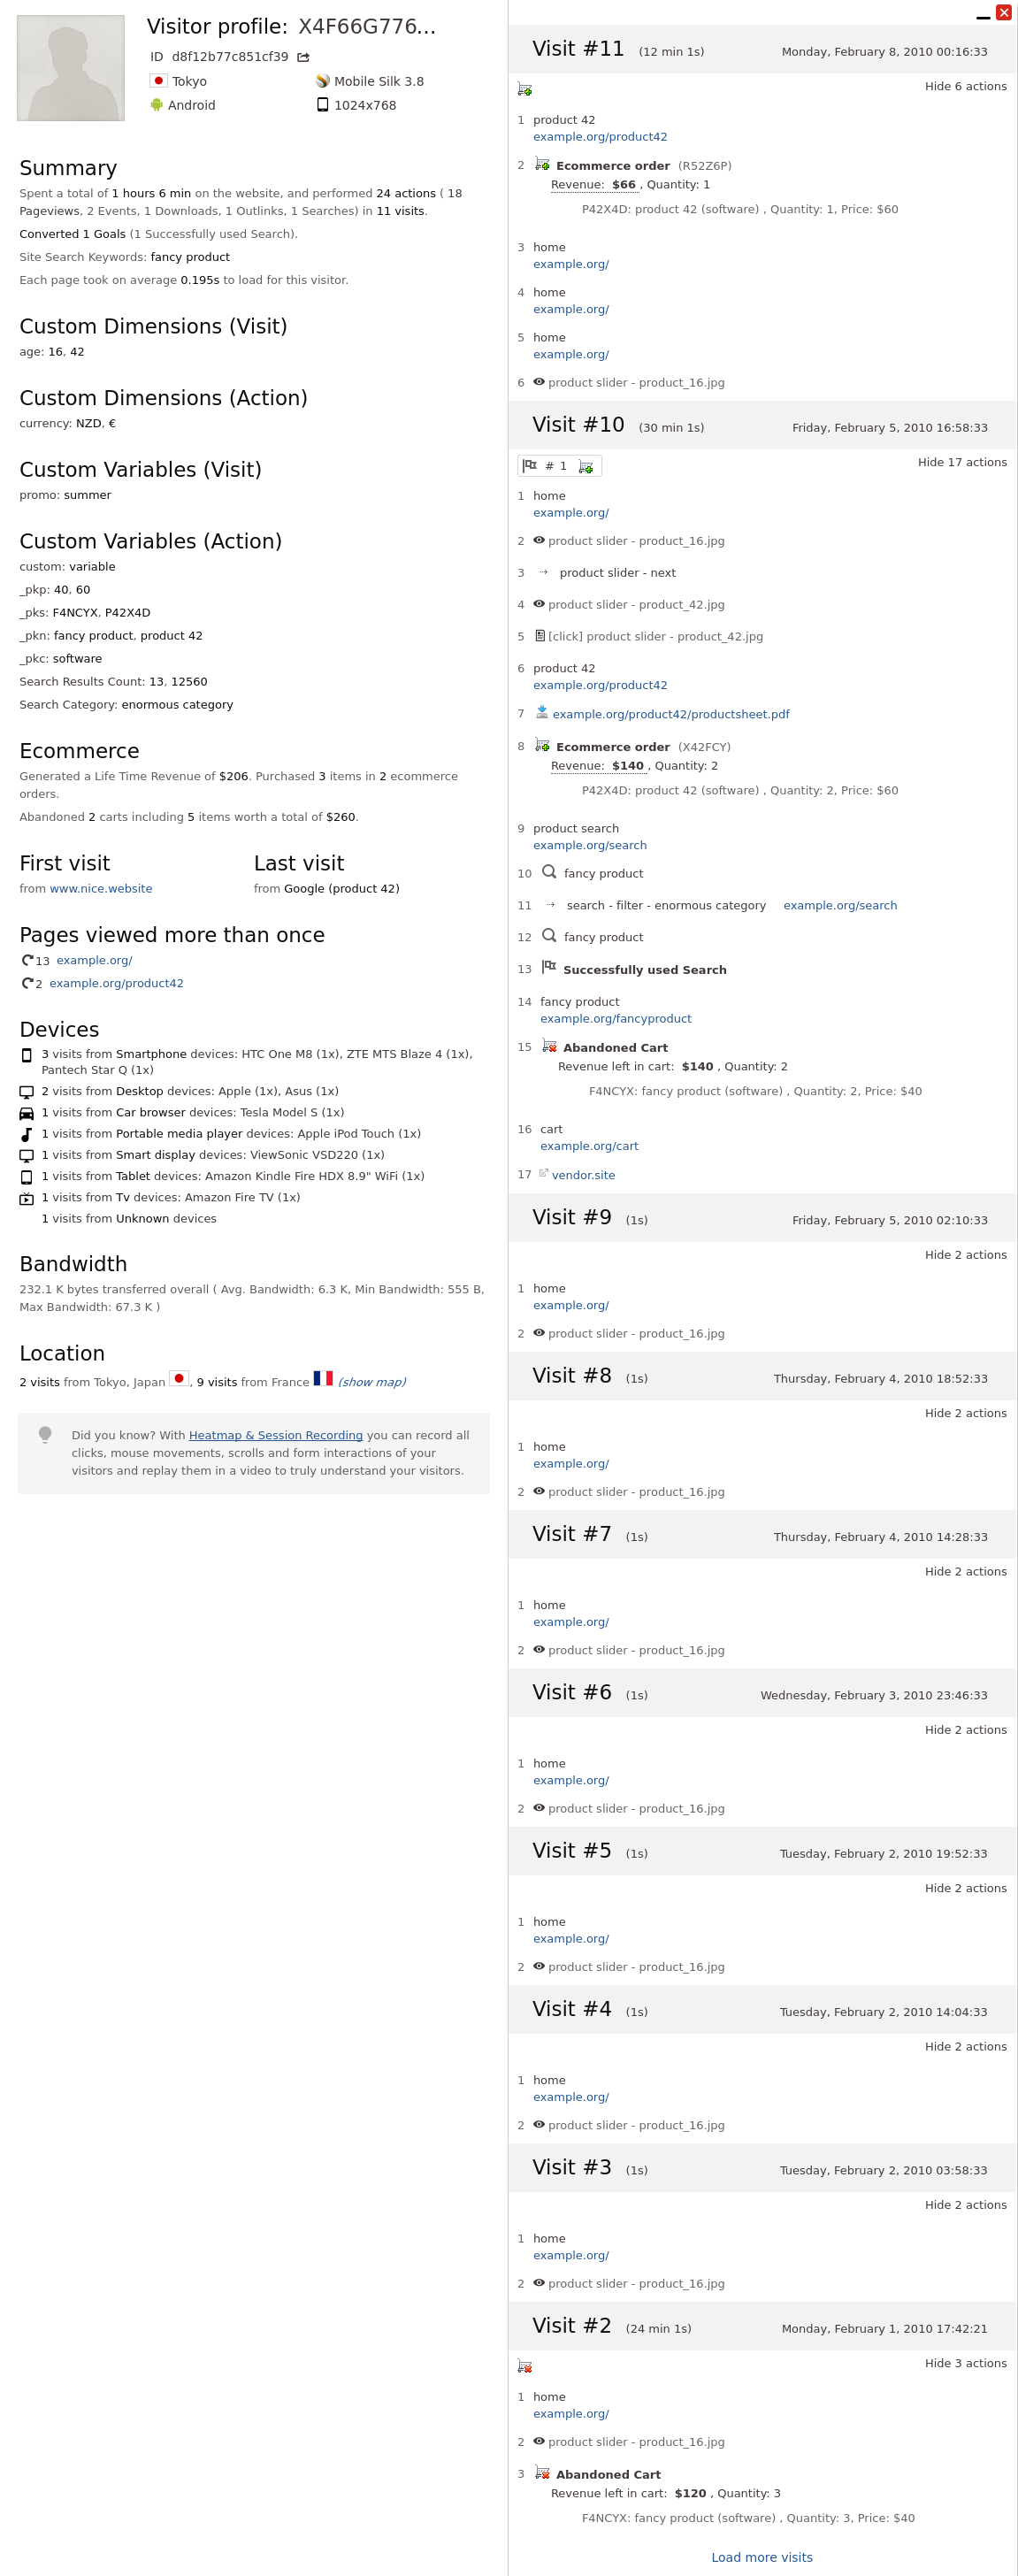 Visitor profile: X4F66G776...
ID d8f12b77c851cf39
Tokyo
Mobile Silk 3.8
Android
1024x768
Summary
Spent a total of 1 hours 6 min on the website, and performed 24 actions ( 18
Pageviews, 2 Events, 1 Downloads, 1 Outlinks, 1 Searches) in 11 visits.
Converted 1 Goals (1 Successfully used Search).
Site Search Keywords: fancy product
Each page took on average 0.195s to load for this visitor.
Custom Dimensions (Visit)
age: 16, 42
Custom Dimensions (Action)
currency: NZD, €
Custom Variables (Visit)
promo: summer
Custom Variables (Action)
custom: variable
_pkp: 40, 60
_pks: F4NCYX, P42X4D
_pkn: fancy product, product 42
_pkc: software
Search Results Count: 13, 12560
Search Category: enormous category
Ecommerce
Generated a Life Time Revenue of $206. Purchased 3 items in 2 ecommerce
orders.
Abandoned 2 carts including 5 items worth a total of $260.
First visit
from www.nice.website
Last visit
from Google (product 42)
Pages viewed more than once
13 example.org/
2 example.org/product42
Devices
3 visits from Smartphone devices: HTC One M8 (1x), ZTE MTS Blaze 4 (1x),
Pantech Star Q (1x)
2 visits from Desktop devices: Apple (1x), Asus (1x)
1 visits from Car browser devices: Tesla Model S (1x)
1 visits from Portable media player devices: Apple iPod Touch (1x)
1 visits from Smart display devices: ViewSonic VSD220 (1x)
1 visits from Tablet devices: Amazon Kindle Fire HDX 8.9" WiFi (1x)
1 visits from Tv devices: Amazon Fire TV (1x)
1 visits from Unknown devices
Bandwidth
232.1 K bytes transferred overall ( Avg. Bandwidth: 6.3 K, Min Bandwidth: 555 B,
Max Bandwidth: 67.3 K )
Location
2 visits from Tokyo, Japan , 9 visits from France (show map)
Did you know? With Heatmap & Session Recording you can record all
clicks, mouse movements, scrolls and form interactions of your
visitors and replay them in a video to truly understand your visitors.
Visit #11 (12 min 1s) Monday, February 8, 2010 00:16:33
Hide 6 actions
1 product 42
example.org/product42
2 Ecommerce order (R52Z6P)
Revenue: $66 , Quantity: 1
P42X4D: product 42 (software) , Quantity: 1, Price: $60
3 home
example.org/
4 home
example.org/
5 home
example.org/
6 product slider - product_16.jpg
Visit #10 (30 min 1s) Friday, February 5, 2010 16:58:33
# 1
Hide 17 actions
1 home
example.org/
2 product slider - product_16.jpg
3 product slider - next
4 product slider - product_42.jpg
5 [click] product slider - product_42.jpg
6 product 42
example.org/product42
7 example.org/product42/productsheet.pdf
8 Ecommerce order (X42FCY)
Revenue: $140 , Quantity: 2
P42X4D: product 42 (software) , Quantity: 2, Price: $60
9 product search
example.org/search
10 fancy product
11 search - filter - enormous category example.org/search
12 fancy product
13 Successfully used Search
14 fancy product
example.org/fancyproduct
15 Abandoned Cart
Revenue left in cart: $140 , Quantity: 2
F4NCYX: fancy product (software) , Quantity: 2, Price: $40
16 cart
example.org/cart
17 vendor.site
Visit #9 (1s) Friday, February 5, 2010 02:10:33
Hide 2 actions
1 home
example.org/
2 product slider - product_16.jpg
Visit #8 (1s) Thursday, February 4, 2010 18:52:33
Hide 2 actions
1 home
example.org/
2 product slider - product_16.jpg
Visit #7 (1s) Thursday, February 4, 2010 14:28:33
Hide 2 actions
1 home
example.org/
2 product slider - product_16.jpg
Visit #6 (1s) Wednesday, February 3, 2010 23:46:33
Hide 2 actions
1 home
example.org/
2 product slider - product_16.jpg
Visit #5 (1s) Tuesday, February 2, 2010 19:52:33
Hide 2 actions
1 home
example.org/
2 product slider - product_16.jpg
Visit #4 (1s) Tuesday, February 2, 2010 14:04:33
Hide 2 actions
1 home
example.org/
2 product slider - product_16.jpg
Visit #3 (1s) Tuesday, February 2, 2010 03:58:33
Hide 2 actions
1 home
example.org/
2 product slider - product_16.jpg
Visit #2 (24 min 1s) Monday, February 1, 2010 17:42:21
Hide 3 actions
1 home
example.org/
2 product slider - product_16.jpg
3 Abandoned Cart
Revenue left in cart: $120 , Quantity: 3
F4NCYX: fancy product (software) , Quantity: 3, Price: $40
Load more visits